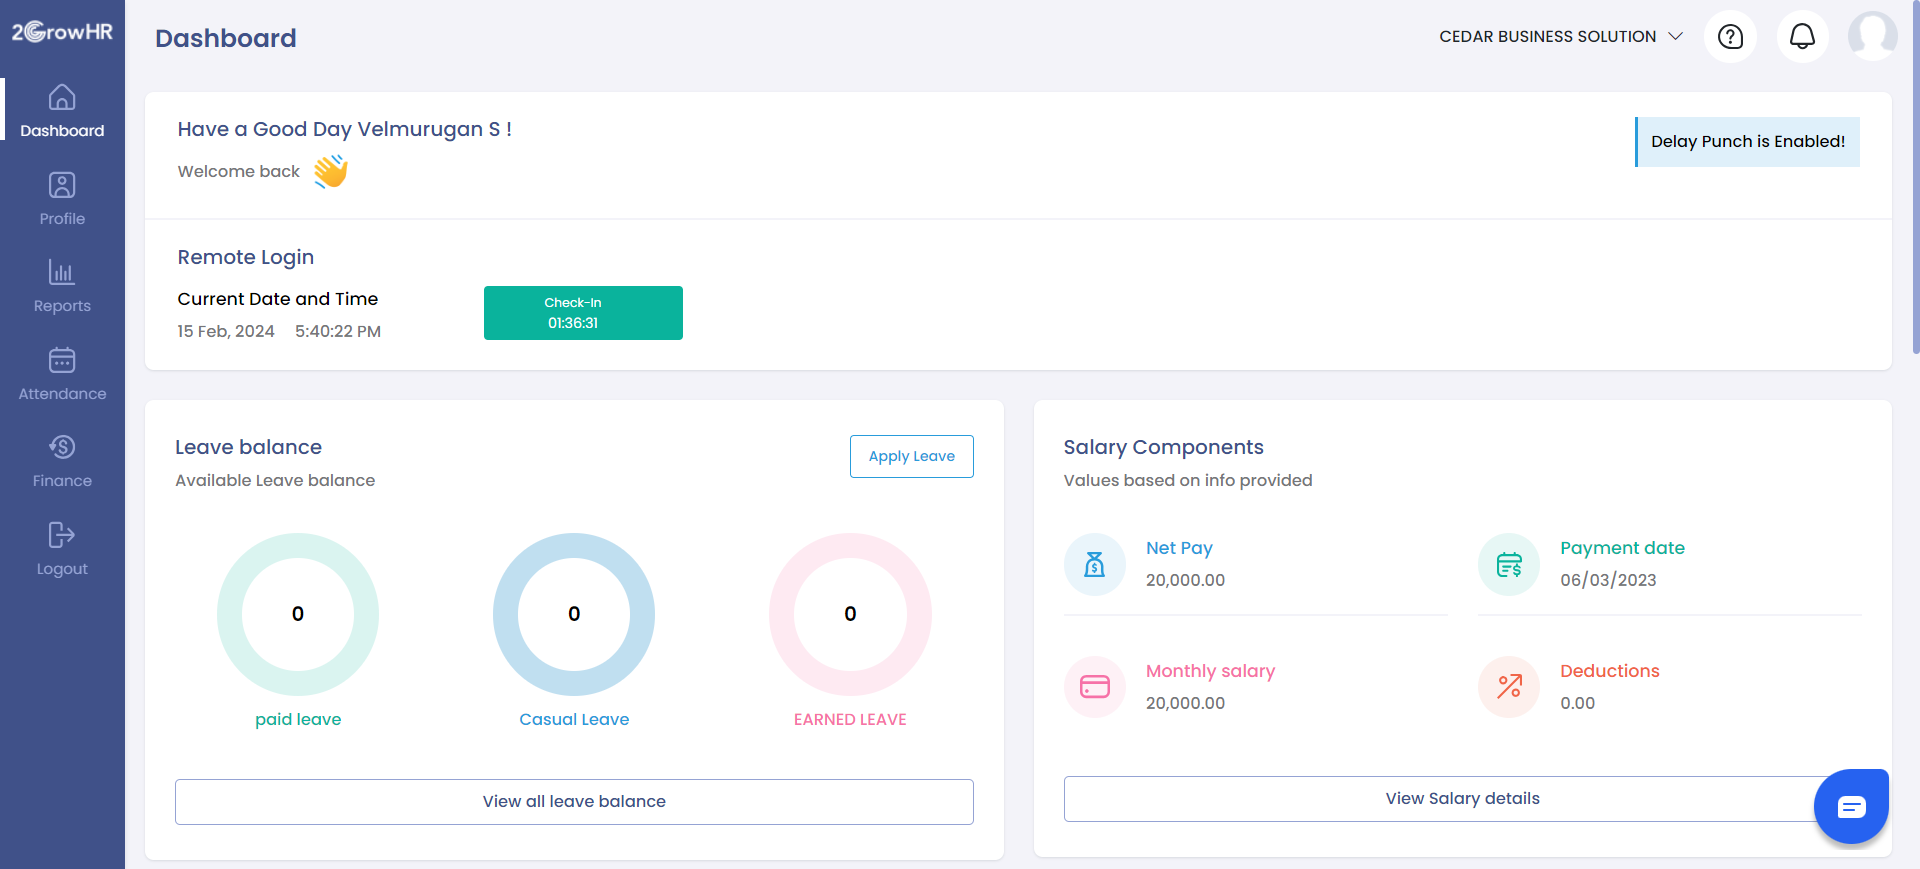 2GrowHR
Dashboard
Profile
Reports
Attendance
Finance
Logout
Dashboard
CEDAR BUSINESS SOLUTION
Have a Good Day Velmurugan S !
Welcome back
Delay Punch is Enabled!
Remote Login
Current Date and Time
15 Feb, 2024 5:40:22 PM
Check-In
01:36:31
Leave balance
Available Leave balance
Apply Leave
0
paid leave
0
Casual Leave
0
EARNED LEAVE
View all leave balance
Salary Components
Values based on info provided
Net Pay
20,000.00
Payment date
06/03/2023
Monthly salary
20,000.00
Deductions
0.00
View Salary details